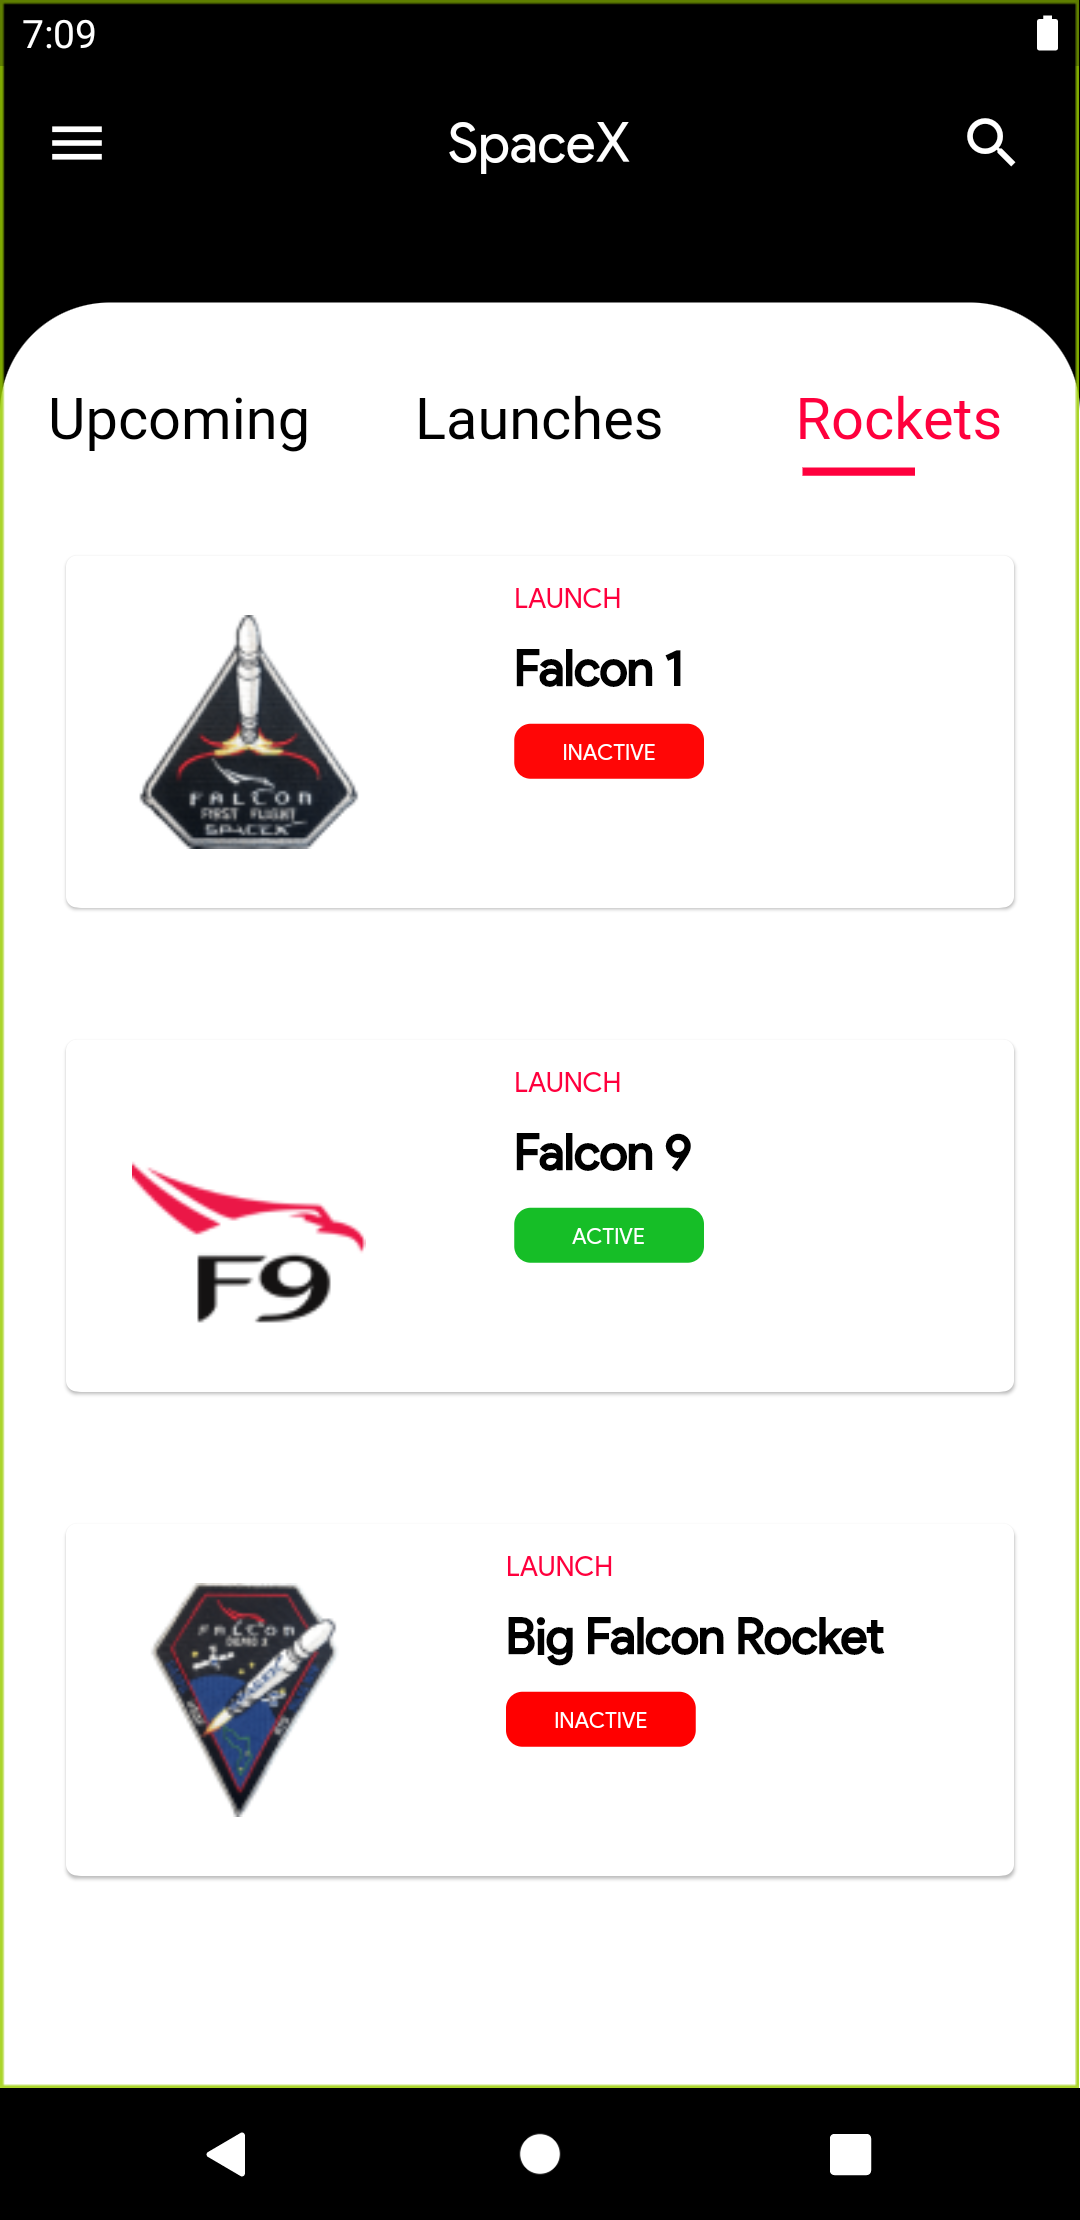 7:09
SpaceX
Upcoming Launches Rockets
LAUNCH
Falcon 1
INACTIVE
FALCON
FIRST FLIGHT
SPACEX
LAUNCH
Falcon 9
ACTIVE
F9
LAUNCH
Big Falcon Rocket
INACTIVE
FALCON
DEMO 2